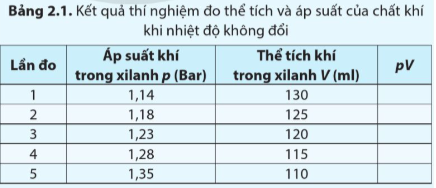 Bảng 2.1. Kết quả thí nghiệm đo thể tích và áp suất của chất khí
khi nhiệt độ không đổi
Lần đo Áp suất khí trong xilanh p (Bar) Thể tích khí trong xilanh V (ml) pV
1 1,14 130
2 1,18 125
3 1,23 120
4 1,28 115
5 1,35 110